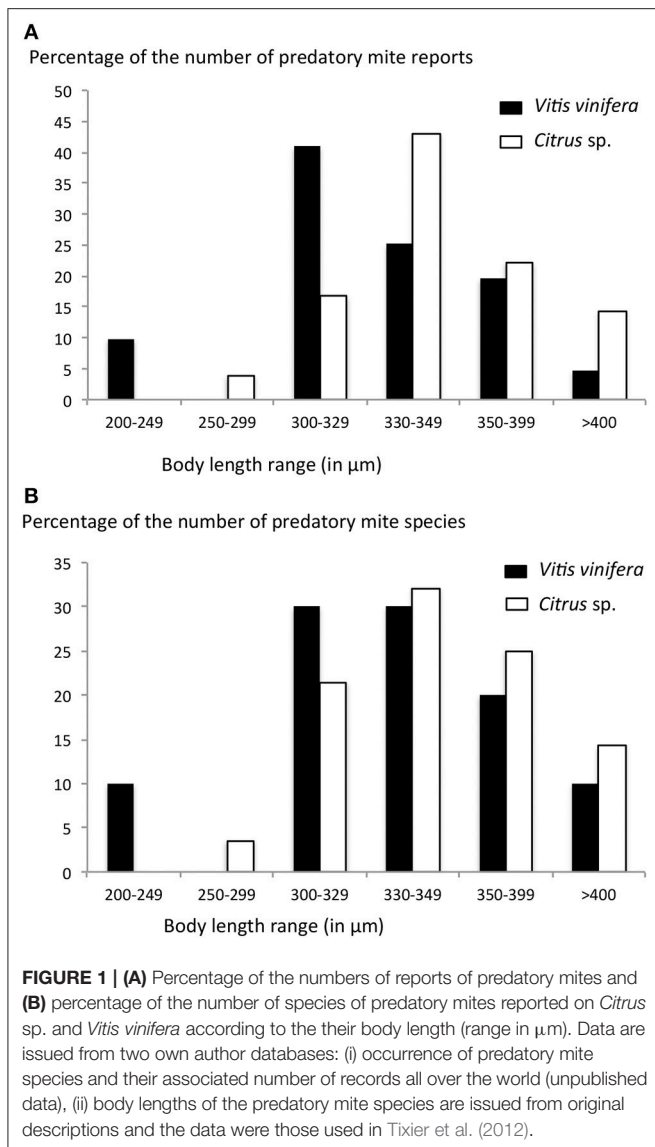 A
Percentage of the number of predatory mite reports
50
45
40
35
30
25
20
15
10
5
0
Vitis vinifera
Citrus sp.
200-249 250-299 300-329 330-349 350-399 >400
Body length range (in µm)
B
Percentage of the number of predatory mite species
35
30
25
20
15
10
5
0
Vitis vinifera
Citrus sp.
200-249 250-299 300-329 330-349 350-399 >400
Body length range (in µm)
FIGURE 1 | (A) Percentage of the numbers of reports of predatory mites and
(B) percentage of the number of species of predatory mites reported on Citrus
sp. and Vitis vinifera according to the their body length (range in µm). Data are
issued from two own author databases: (i) occurrence of predatory mite
species and their associated number of records all over the world (unpublished
data), (ii) body lengths of the predatory mite species are issued from original
descriptions and the data were those used in Tixier et al. (2012).